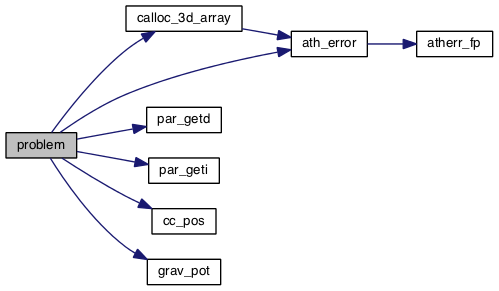 calloc_3d_array
ath_error
atherr_fp
par_getd
problem
par_geti
cc_pos
grav_pot